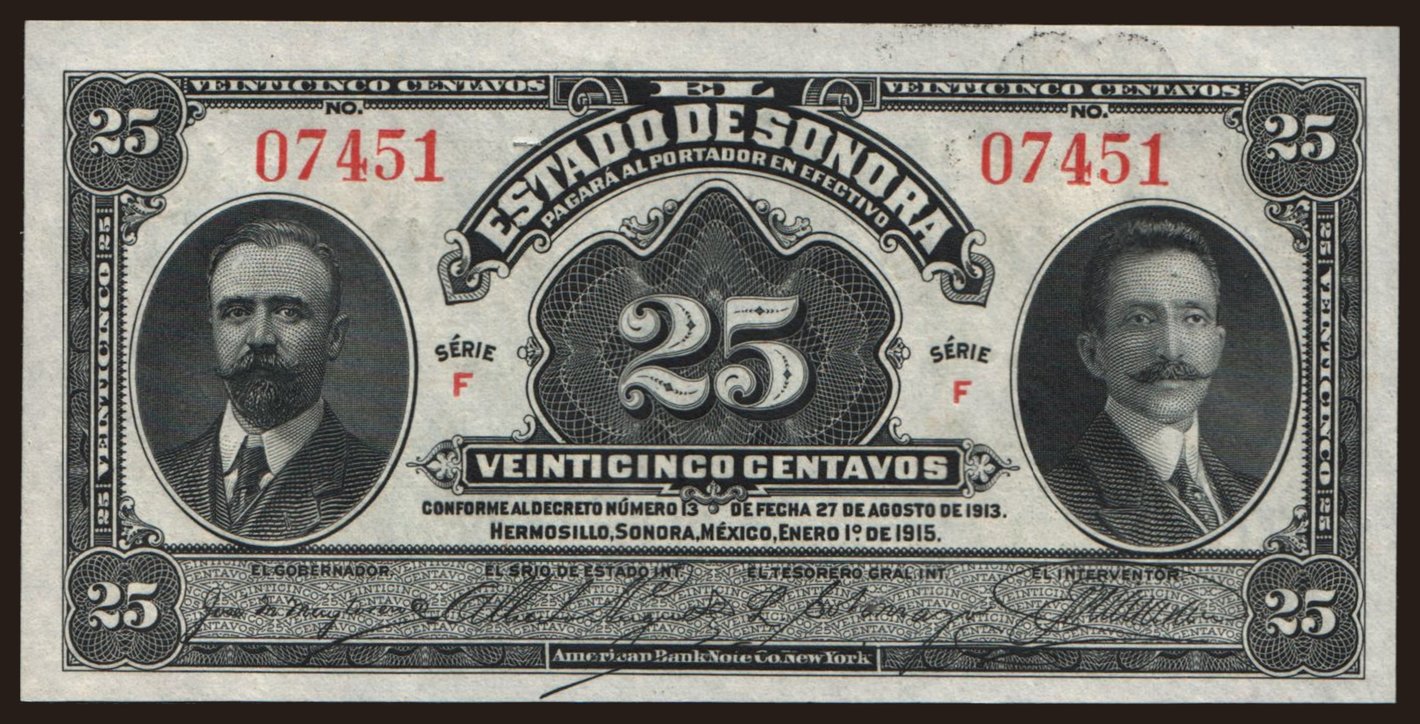 VEINTICINCO CENTAVOS EL VEINTICINCO CENTAVOS
25 NO. NO. 25
07451 07451
ESTADO DE SONORA
PAGARÁ AL PORTADOR EN EFECTIVO
25 VEINTICINCO 25
25 VEINTICINCO 25
25
SÉRIE SÉRIE
F F
VEINTICINCO CENTAVOS
CONFORME AL DECRETO NÚMERO 13 DE FECHA 27 DE AGOSTO DE 1913.
HERMOSILLO, SONORA, MÉXICO, ENERO 1º DE 1915.
EL GOBERNADOR, EL SRIO. DE ESTADO INT. EL TESORERO GRAL. INT. EL INTERVENTOR.
25 25
American Bank Note Co. New York